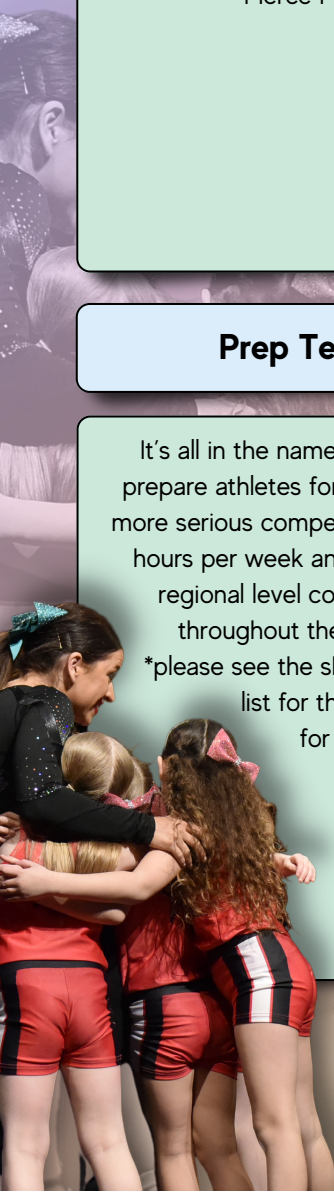 Prep Te
It's all in the name
prepare athletes for
more serious compe
hours per week an
regional level co
throughout the
*please see the sl
list for th
for